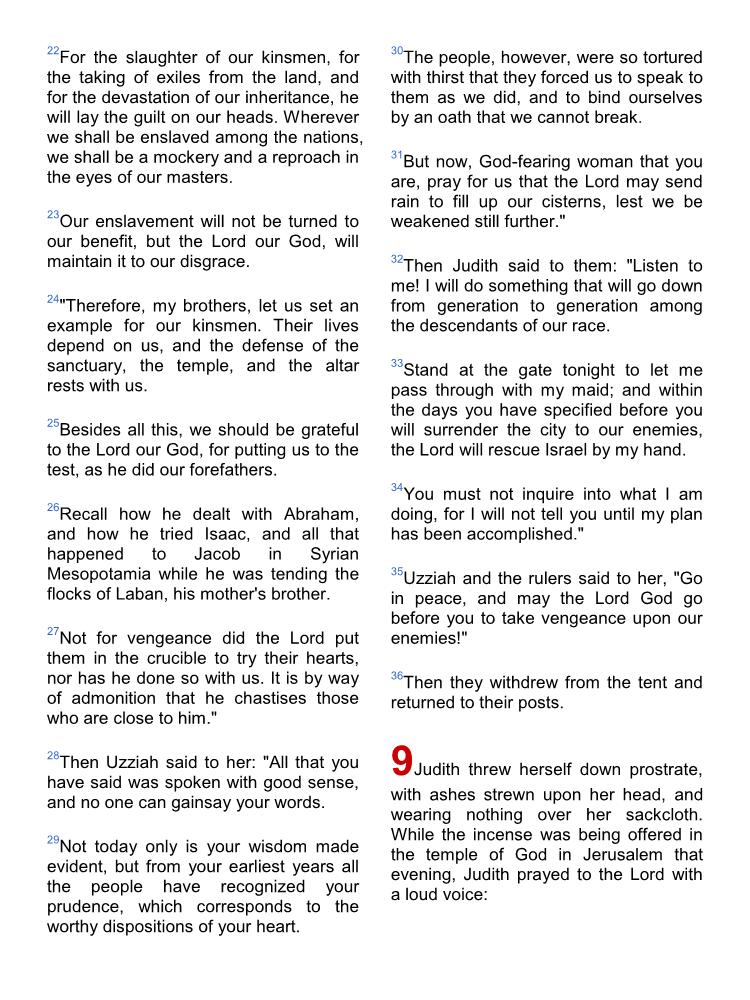 22For the slaughter of our kinsmen, for
the taking of exiles from the land, and
for the devastation of our inheritance, he
will lay the guilt on our heads. Wherever
we shall be enslaved among the nations,
we shall be a mockery and a reproach in
the eyes of our masters.
23Our enslavement will not be turned to
our benefit, but the Lord our God, will
maintain it to our disgrace.
24"Therefore, my brothers, let us set an
example for our kinsmen. Their lives
depend on us, and the defense of the
sanctuary, the temple, and the altar
rests with us.
25Besides all this, we should be grateful
to the Lord our God, for putting us to the
test, as he did our forefathers.
26Recall how he dealt with Abraham,
and how he tried Isaac, and all that
happened to Jacob in Syrian
Mesopotamia while he was tending the
flocks of Laban, his mother's brother.
27Not for vengeance did the Lord put
them in the crucible to try their hearts,
nor has he done so with us. It is by way
of admonition that he chastises those
who are close to him."
28Then Uzziah said to her: "All that you
have said was spoken with good sense,
and no one can gainsay your words.
29Not today only is your wisdom made
evident, but from your earliest years all
the people have recognized your
prudence, which corresponds to the
worthy dispositions of your heart.
30The people, however, were so tortured
with thirst that they forced us to speak to
them as we did, and to bind ourselves
by an oath that we cannot break.
31But now, God-fearing woman that you
are, pray for us that the Lord may send
rain to fill up our cisterns, lest we be
weakened still further."
32Then Judith said to them: "Listen to
me! I will do something that will go down
from generation to generation among
the descendants of our race.
33Stand at the gate tonight to let me
pass through with my maid; and within
the days you have specified before you
will surrender the city to our enemies,
the Lord will rescue Israel by my hand.
34You must not inquire into what I am
doing, for I will not tell you until my plan
has been accomplished."
35Uzziah and the rulers said to her, "Go
in peace, and may the Lord God go
before you to take vengeance upon our
enemies!"
36Then they withdrew from the tent and
returned to their posts.
9Judith threw herself down prostrate,
with ashes strewn upon her head, and
wearing nothing over her sackcloth.
While the incense was being offered in
the temple of God in Jerusalem that
evening, Judith prayed to the Lord with
a loud voice: